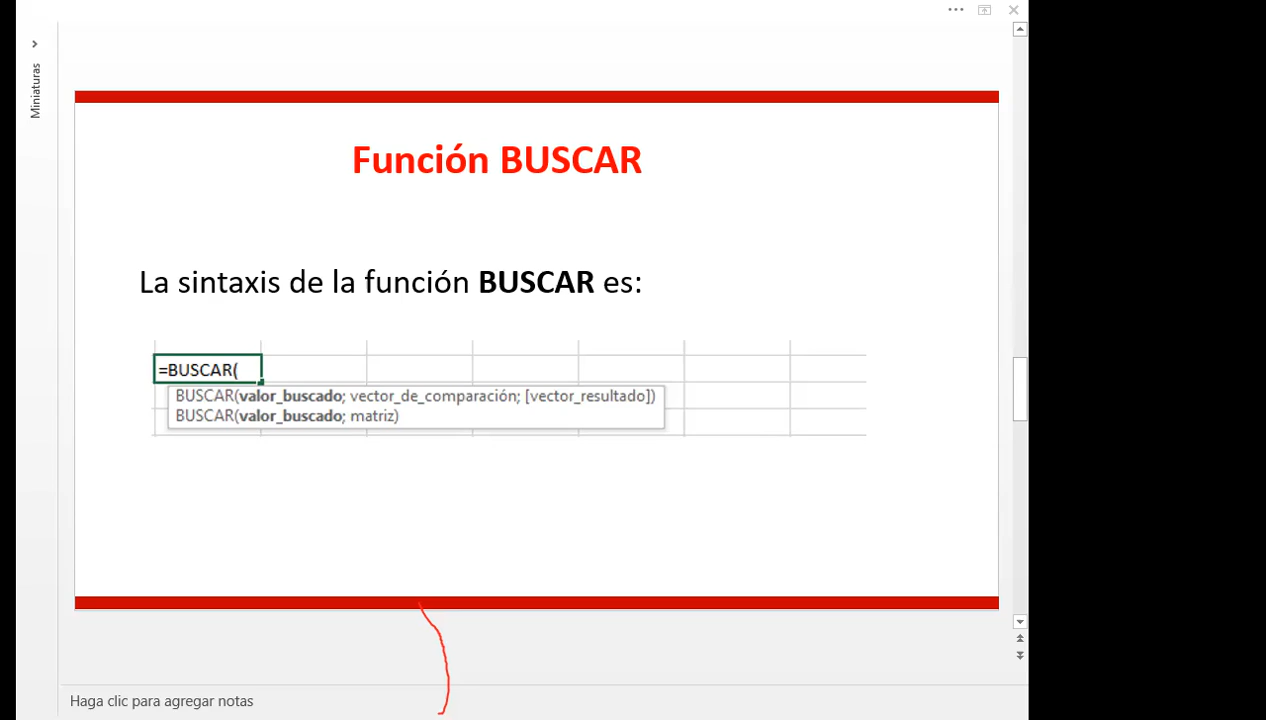 Miniaturas
Función BUSCAR
La sintaxis de la función BUSCAR es:
=BUSCAR(
BUSCAR(valor_buscado; vector_de_comparación; [vector_resultado])
BUSCAR(valor_buscado; matriz)
Haga clic para agregar notas